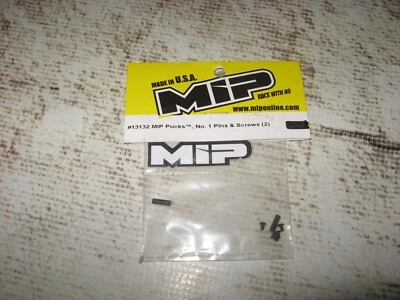 MADE IN U.S.A.
MIP
RACE WITH US
www.miponline.com
#13132 MIP Pucks™, No. 1 Pins & Screws (2)
MIP